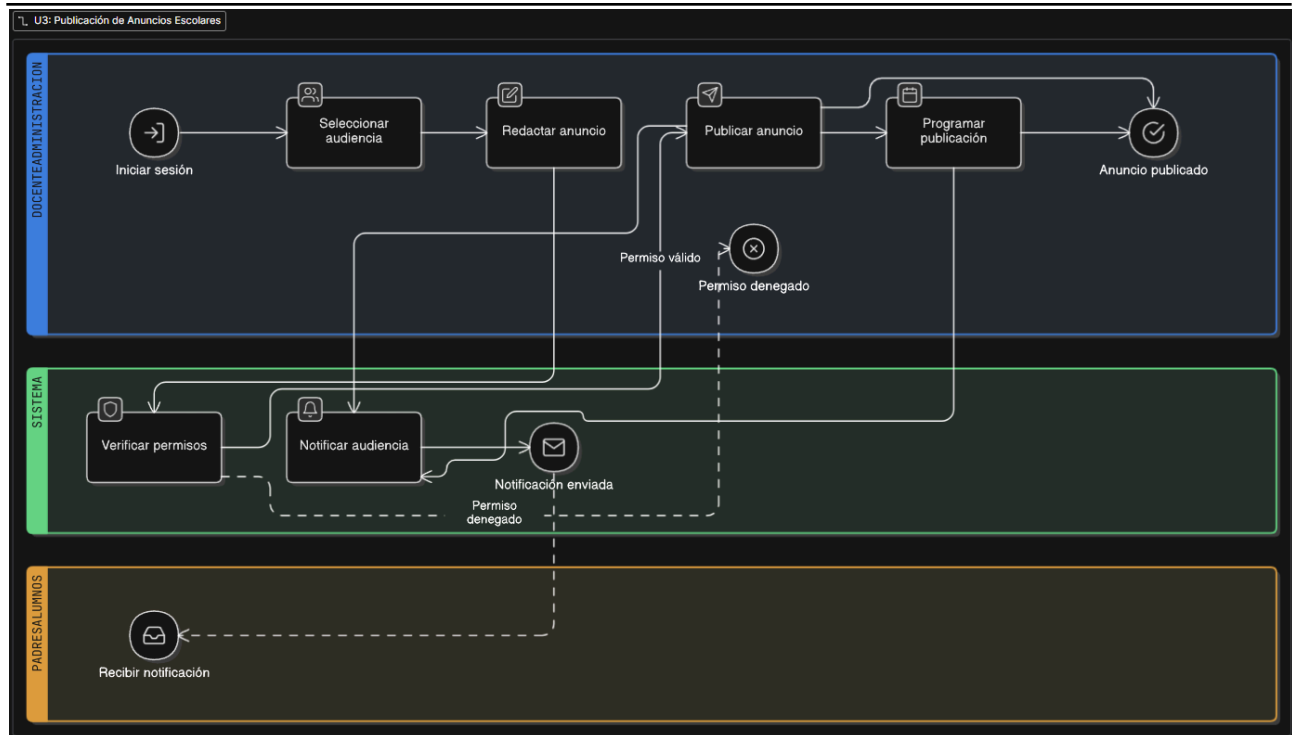 U3: Publicación de Anuncios Escolares
DOCENTEADMINISTRACION
Iniciar sesión
Seleccionar
audiencia
Redactar anuncio
Publicar anuncio
Programar
publicación
Anuncio publicado
Permiso válido
Permiso denegado
SISTEMA
Verificar permisos
Notificar audiencia
Notificación enviada
Permiso
denegado
PADRESALUMNOS
Recibir notificación